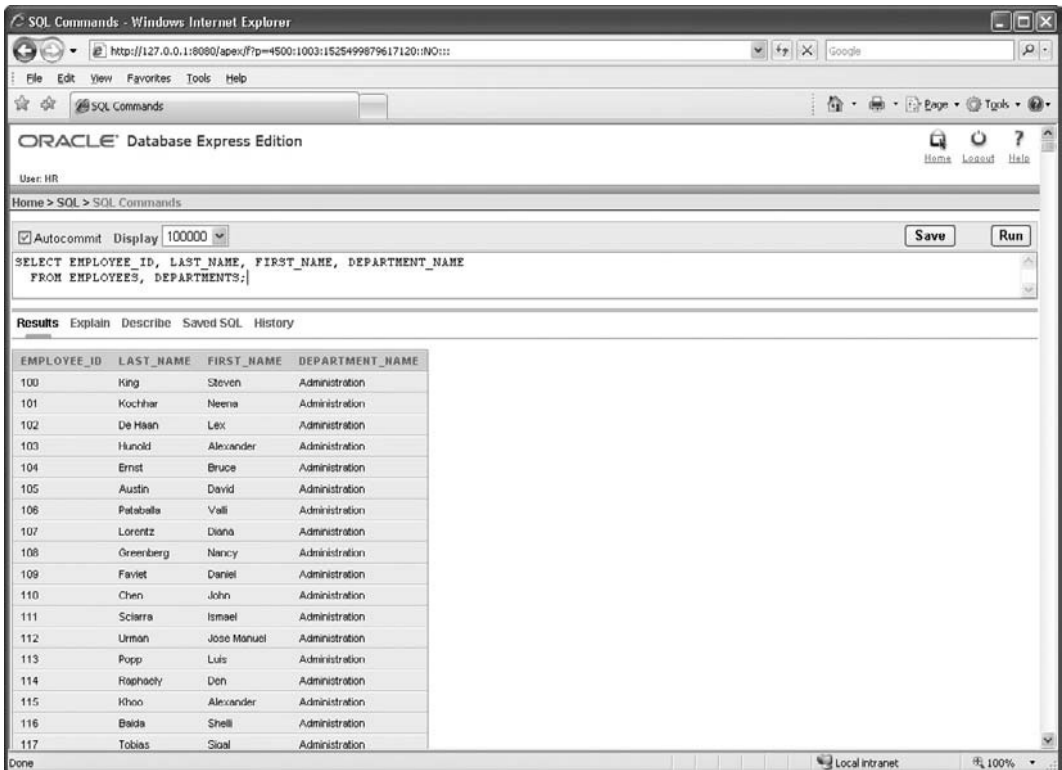 SQL Commands - Windows Internet Explorer
http://127.0.0.1:8080/apex/f?p=4500:1003:1525499879617120::NO:::
Google
File Edit View Favorites Tools Help
SQL Commands
Page Tools
ORACLE Database Express Edition
Home Logout Help
User: HR
Home > SQL > SQL Commands
Autocommit Display 100000 Save Run
SELECT EMPLOYEE_ID, LAST_NAME, FIRST_NAME, DEPARTMENT_NAME
FROM EMPLOYEES, DEPARTMENTS;
Results Explain Describe Saved SQL History
EMPLOYEE_ID LAST_NAME FIRST_NAME DEPARTMENT_NAME
100 King Steven Administration
101 Kochhar Neena Administration
102 De Haan Lex Administration
103 Hunold Alexander Administration
104 Ernst Bruce Administration
105 Austin David Administration
106 Pataballa Valli Administration
107 Lorentz Diana Administration
108 Greenberg Nancy Administration
109 Faviet Daniel Administration
110 Chen John Administration
111 Sciarra Ismael Administration
112 Urman Jose Manuel Administration
113 Popp Luis Administration
114 Raphaely Den Administration
115 Khoo Alexander Administration
116 Baida Shelli Administration
117 Tobias Sigal Administration
Done
Local intranet 100%